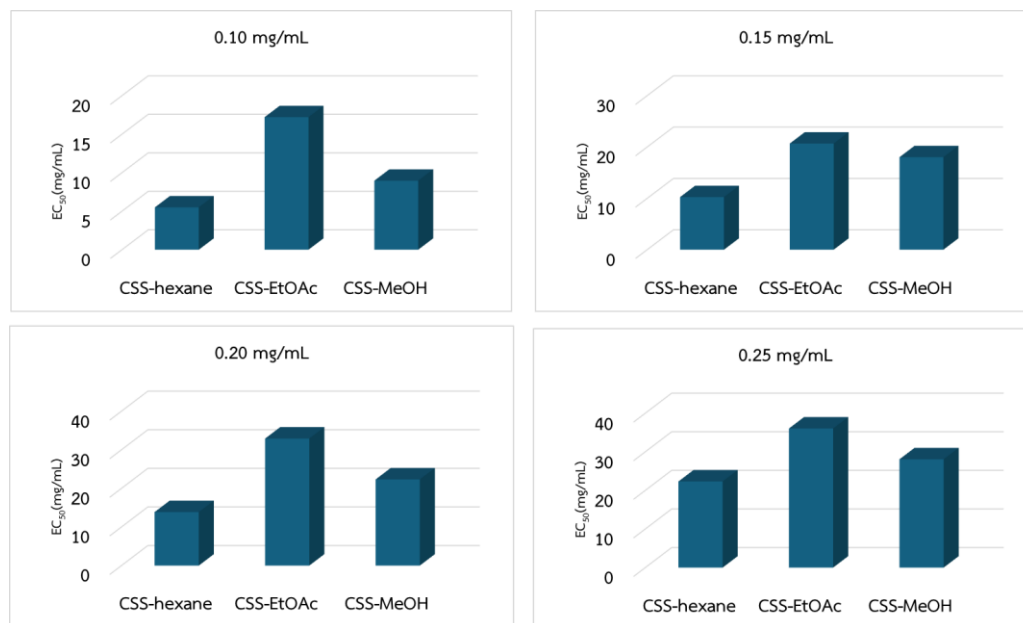 0.10 mg/mL
20
15
10
5
0
EC₅₀(mg/mL)
CSS-hexane CSS-EtOAc CSS-MeOH
0.15 mg/mL
30
20
10
0
EC₅₀(mg/mL)
CSS-hexane CSS-EtOAc CSS-MeOH
0.20 mg/mL
40
30
20
10
0
EC₅₀(mg/mL)
CSS-hexane CSS-EtOAc CSS-MeOH
0.25 mg/mL
40
30
20
10
0
EC₅₀(mg/mL)
CSS-hexane CSS-EtOAc CSS-MeOH